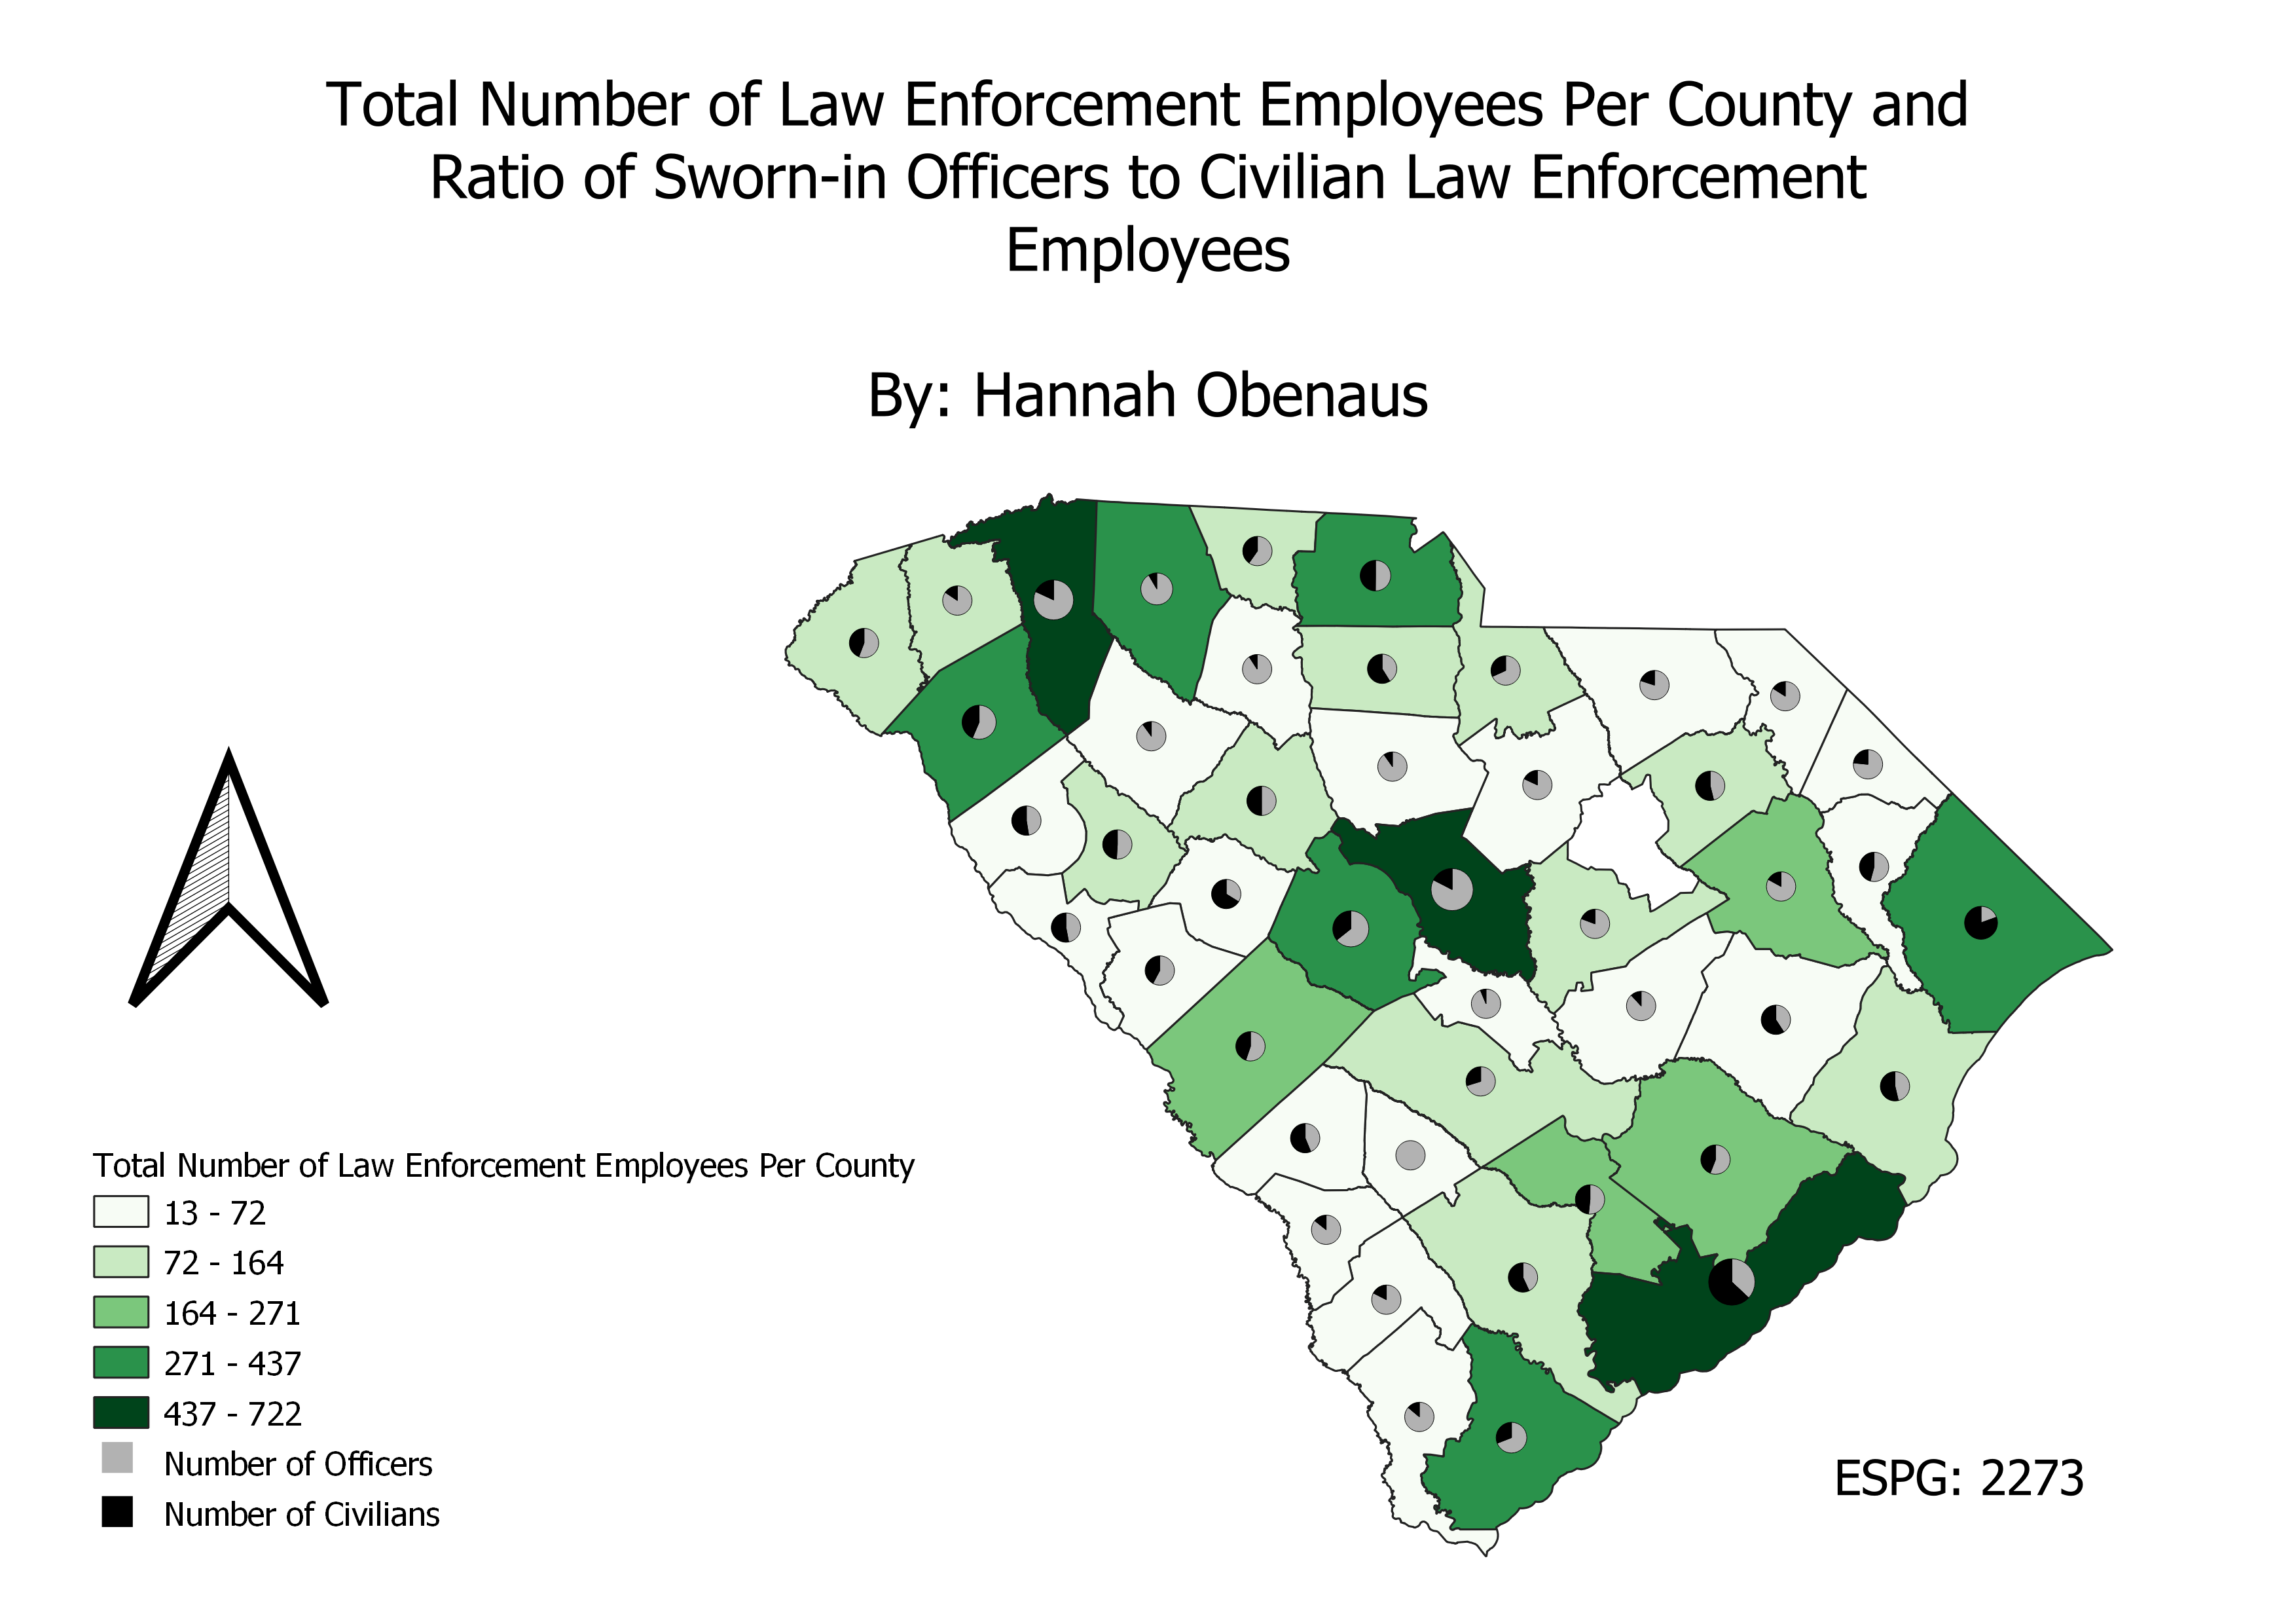 Total Number of Law Enforcement Employees Per County and
Ratio of Sworn-in Officers to Civilian Law Enforcement
Employees
By: Hannah Obenaus
Total Number of Law Enforcement Employees Per County
13 - 72
72 - 164
164 - 271
271 - 437
437 - 722
Number of Officers
Number of Civilians
ESPG: 2273